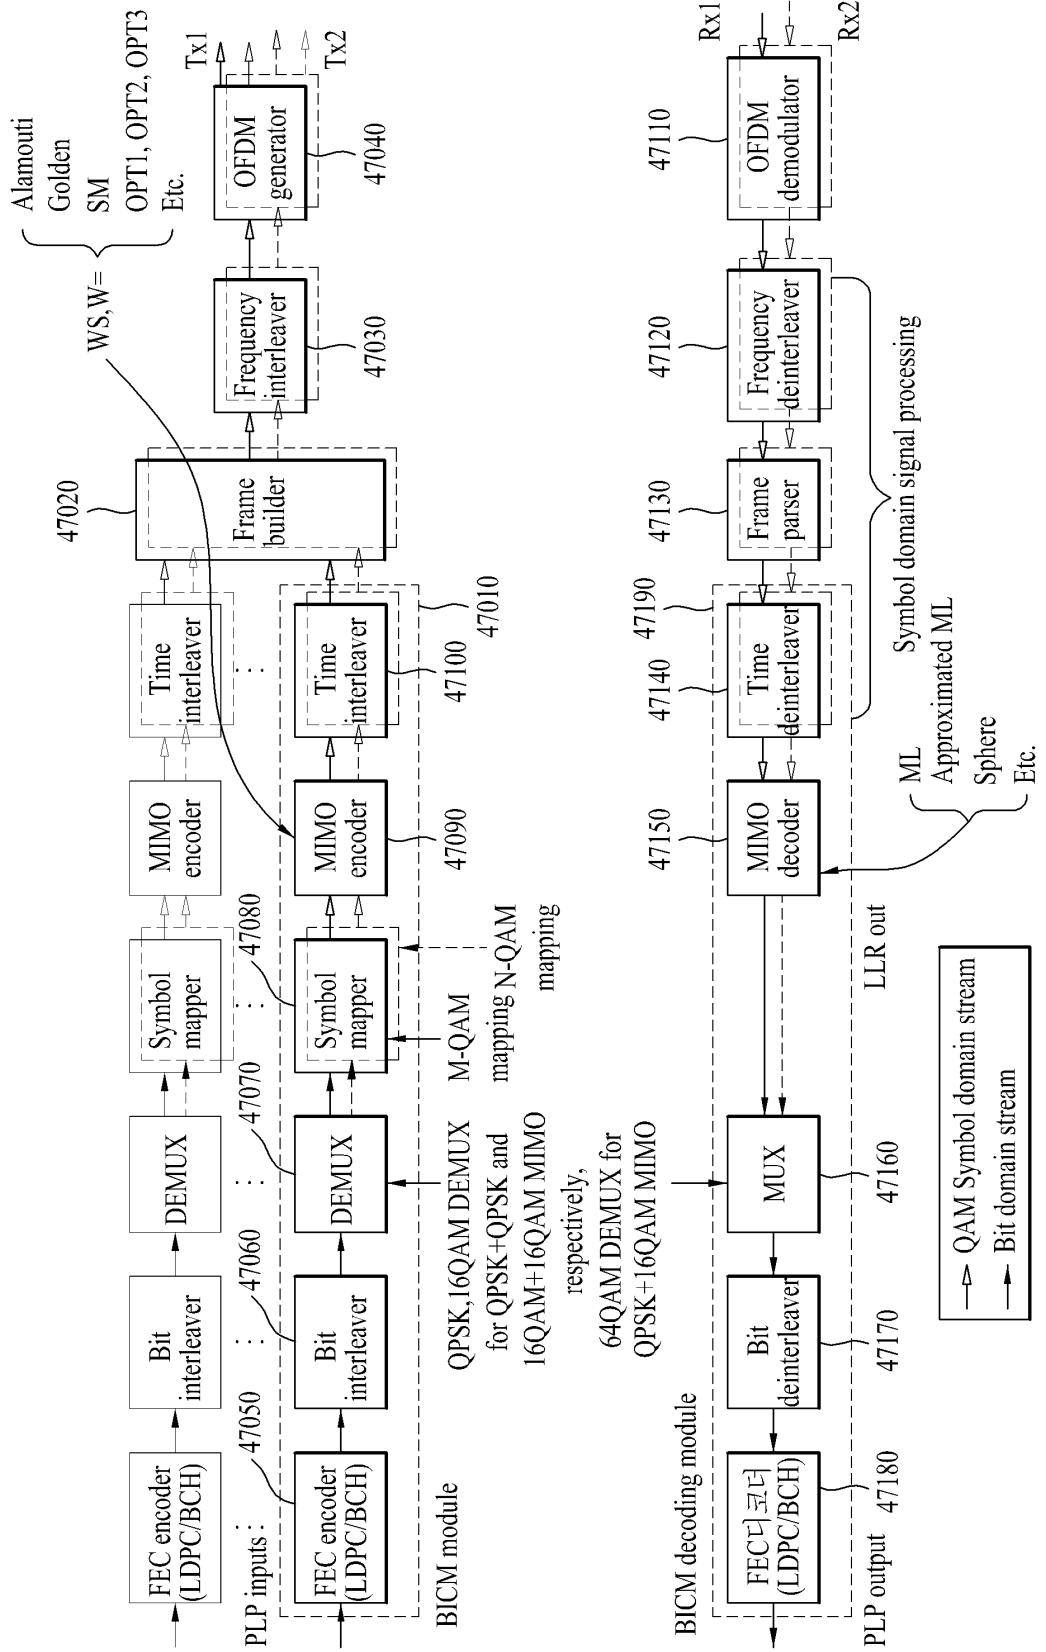 Alamouti
Golden
SM
OPT1, OPT2, OPT3
Etc.
WS,W=
FEC encoder
(LDPC/BCH)
Bit
interleaver
DEMUX
Symbol
mapper
MIMO
encoder
Time
interleaver
47020
Frame
builder
Frequency
interleaver
47030
OFDM
generator
47040
Tx1
Tx2
PLP inputs :
47050
47060
47070
47080
FEC encoder
(LDPC/BCH)
Bit
interleaver
DEMUX
Symbol
mapper
MIMO
encoder
47090
Time
interleaver
47100
47010
BICM module
M-QAM
mapping
N-QAM
mapping
QPSK,16QAM DEMUX
for QPSK+QPSK and
16QAM+16QAM MIMO
respectively,
64QAM DEMUX for
QPSK+16QAM MIMO
BICM decoding module
47150
47140
47190
47130
47120
47110
Rx1
Rx2
FEC디코더
(LDPC/BCH)
47180
Bit
deinterleaver
47170
MUX
47160
MIMO
decoder
Time
deinterleaver
Frame
parser
Frequency
deinterleaver
OFDM
demodulator
PLP output
LLR out
Symbol domain signal processing
ML
Approximated ML
Sphere
Etc.
QAM Symbol domain stream
Bit domain stream